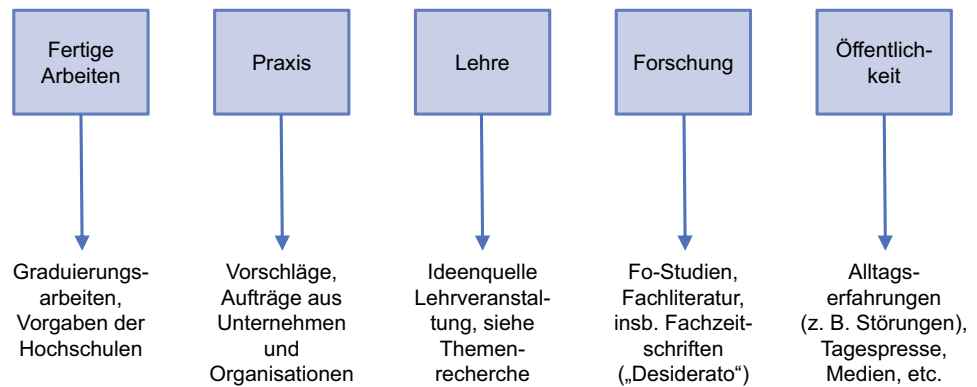 Fertige
Arbeiten
Praxis
Lehre
Forschung
Öffentlich-
keit
Graduierungs-
arbeiten,
Vorgaben der
Hochschulen
Vorschläge,
Aufträge aus
Unternehmen
und
Organisationen
Ideenquelle
Lehrveranstal-
tung, siehe
Themen-
recherche
Fo-Studien,
Fachliteratur,
insb. Fachzeit-
schriften
(„Desiderato“)
Alltags-
erfahrungen
(z. B. Störungen),
Tagespresse,
Medien, etc.